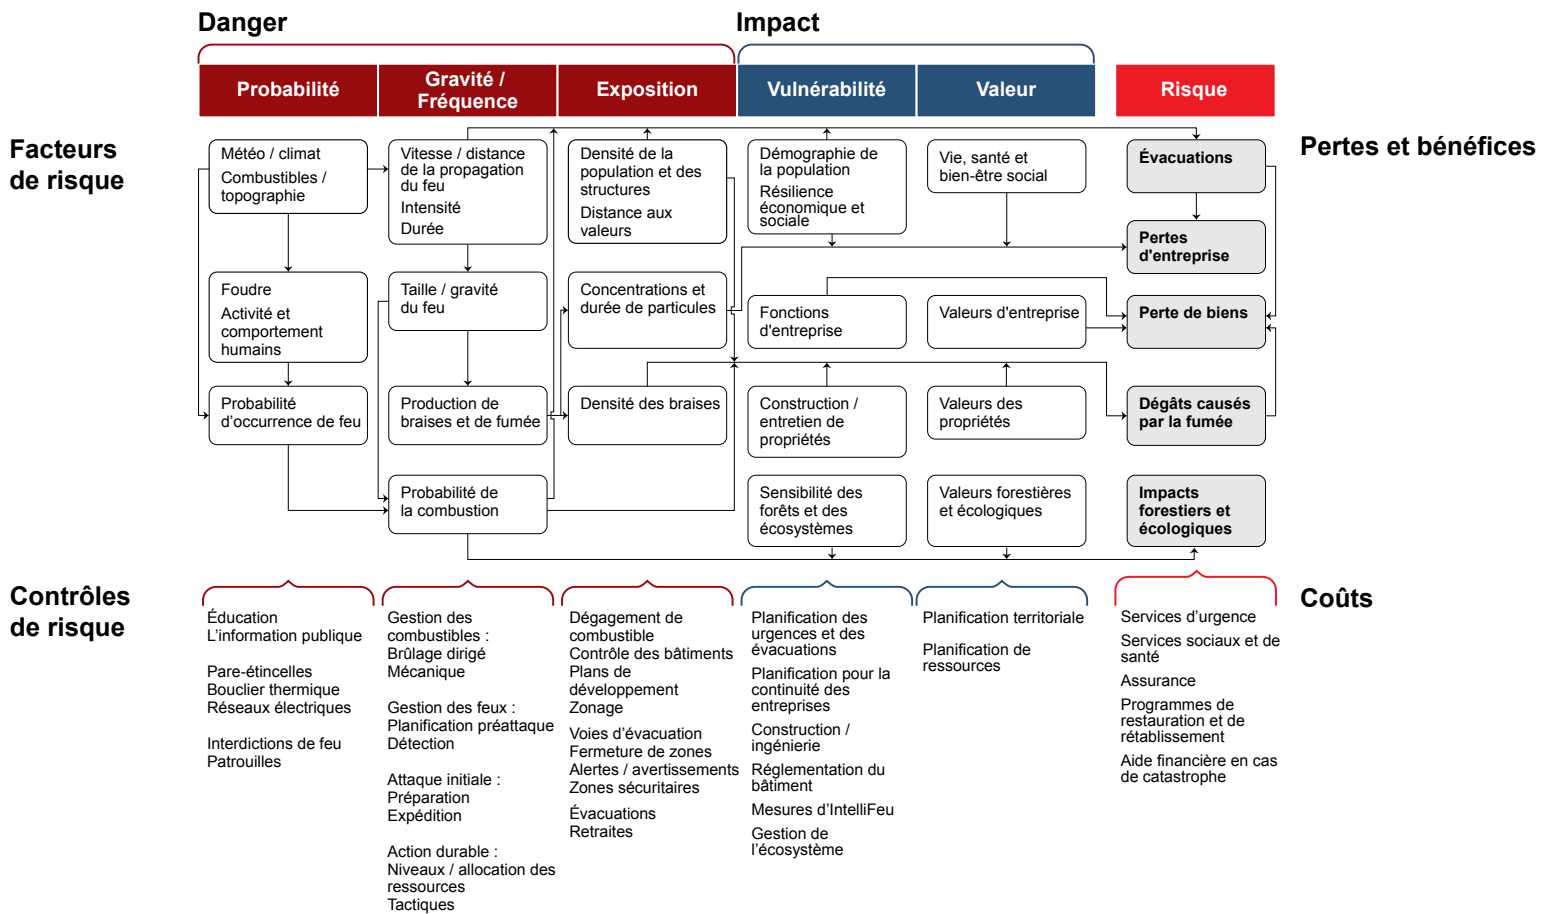 Danger
Impact
Probabilité
Gravité /
Fréquence
Exposition
Vulnérabilité
Valeur
Risque
Facteurs
de risque
Pertes et bénéfices
Météo / climat
Combustibles /
topographie
Foudre
Activité et
comportement
humains
Probabilité
d’occurrence de feu
Vitesse / distance
de la propagation
du feu
Intensité
Durée
Taille / gravité
du feu
Production de
braises et de fumée
Probabilité de
la combustion
Densité de la
population et des
structures
Distance aux
valeurs
Concentrations et
durée de particules
Densité des braises
Démographie de
la population
Résilience
économique et
sociale
Fonctions
d'entreprise
Construction /
entretien de
propriétés
Sensibilité des
forêts et des
écosystèmes
Vie, santé et
bien-être social
Valeurs d'entreprise
Valeurs des
propriétés
Valeurs forestières
et écologiques
Évacuations
Pertes
d'entreprise
Perte de biens
Dégâts causés
par la fumée
Impacts
forestiers et
écologiques
Contrôles
de risque
Coûts
Éducation
L’information publique
Pare-étincelles
Bouclier thermique
Réseaux électriques
Interdictions de feu
Patrouilles
Gestion des
combustibles :
Brûlage dirigé
Mécanique
Gestion des feux :
Planification préattaque
Détection
Attaque initiale :
Préparation
Expédition
Action durable :
Niveaux / allocation des
ressources
Tactiques
Dégagement de
combustible
Contrôle des bâtiments
Plans de
développement
Zonage
Voies d’évacuation
Fermeture de zones
Alertes / avertissements
Zones sécuritaires
Évacuations
Retraites
Planification des
urgences et des
évacuations
Planification pour la
continuité des
entreprises
Construction /
ingénierie
Réglementation du
bâtiment
Mesures d’IntelliFeu
Gestion de
l’écosystème
Planification territoriale
Planification de
ressources
Services d’urgence
Services sociaux et de
santé
Assurance
Programmes de
restauration et de
rétablissement
Aide financière en cas
de catastrophe